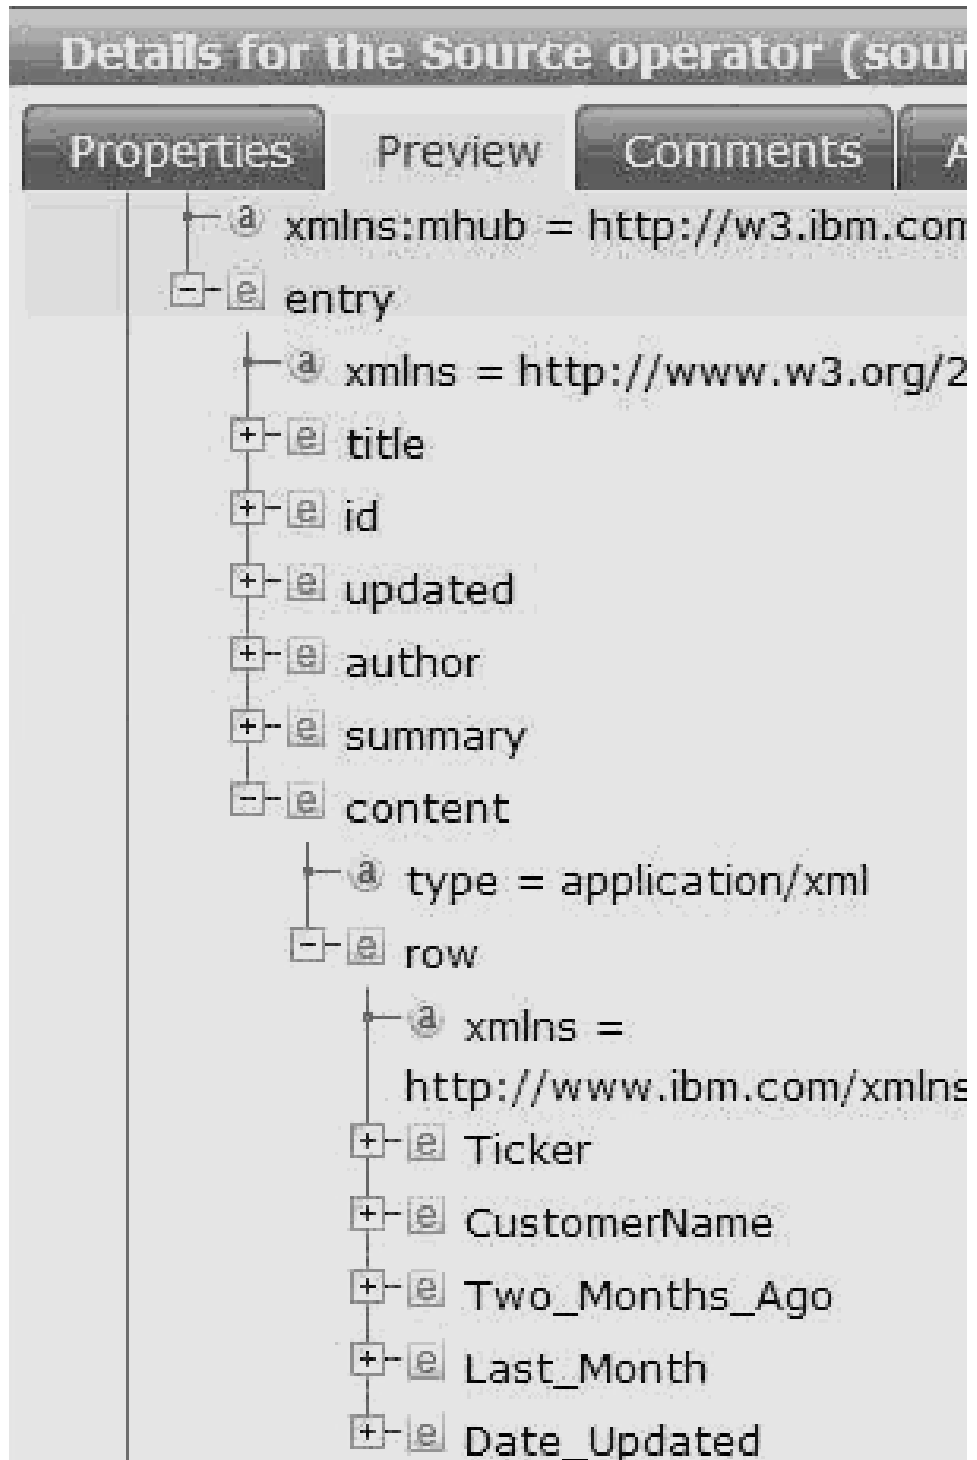 Details for the Source operator (sour
Properties Preview Comments A
a xmlns:mhub = http://w3.ibm.com
e entry
a xmlns = http://www.w3.org/2
e title
e id
e updated
e author
e summary
e content
a type = application/xml
e row
a xmlns =
http://www.ibm.com/xmlns
e Ticker
e CustomerName
e Two_Months_Ago
e Last_Month
e Date_Updated